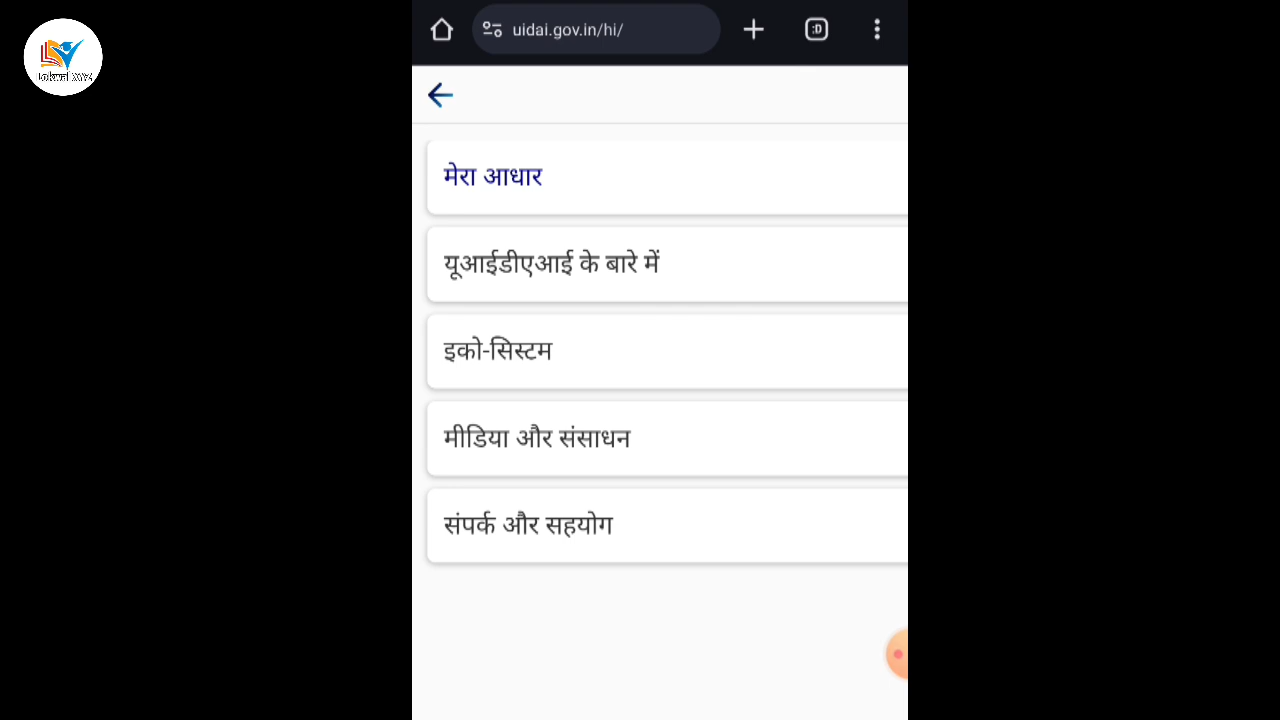 uidai.gov.in/hi/
:D
मेरा आधार
यूआईडीएआई के बारे में
इको-सिस्टम
मीडिया और संसाधन
संपर्क और सहयोग